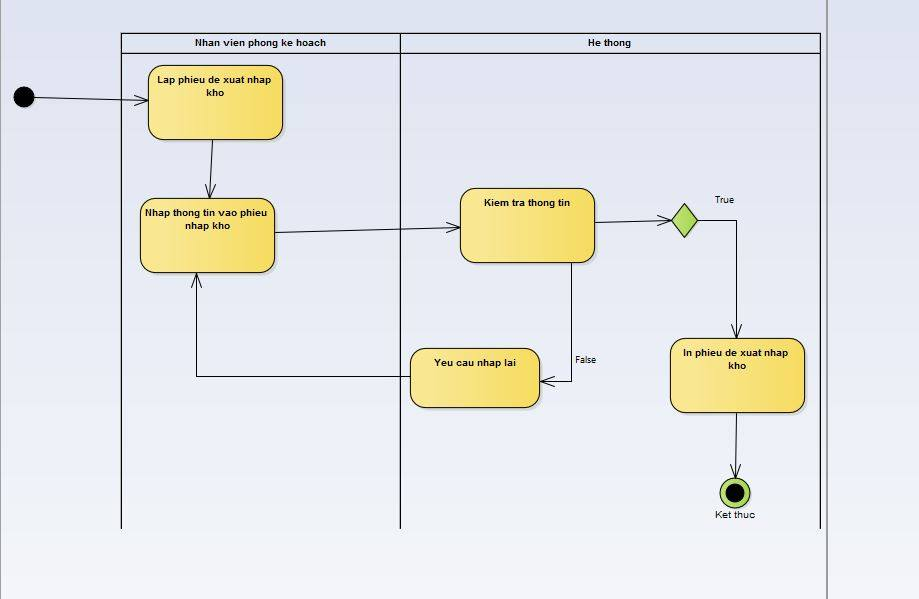 Nhan vien phong ke hoach
He thong
Lap phieu de xuat nhap
kho
Nhap thong tin vao phieu
nhap kho
Kiem tra thong tin
True
Yeu cau nhap lai
False
In phieu de xuat nhap
kho
Ket thuc